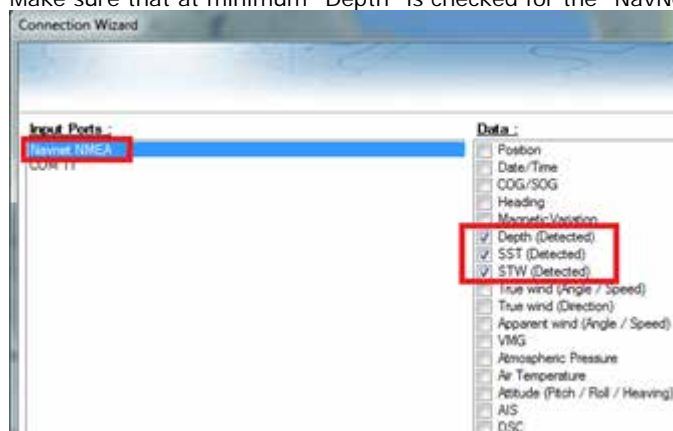 Make sure that at minimum "Depth" is checked for the "NavN
Connection Wizard
Input Ports :
Navnet NMEA
COM 11
Data :
Position
Date/Time
COG/SOG
Heading
Magnetic Variation
Depth (Detected)
SST (Detected)
STW (Detected)
True wind (Angle / Speed)
True wind (Direction)
Apparent wind (Angle / Speed)
VMG
Atmospheric Pressure
Air Temperature
Attitude (Pitch / Roll / Heaving)
AIS
DSC